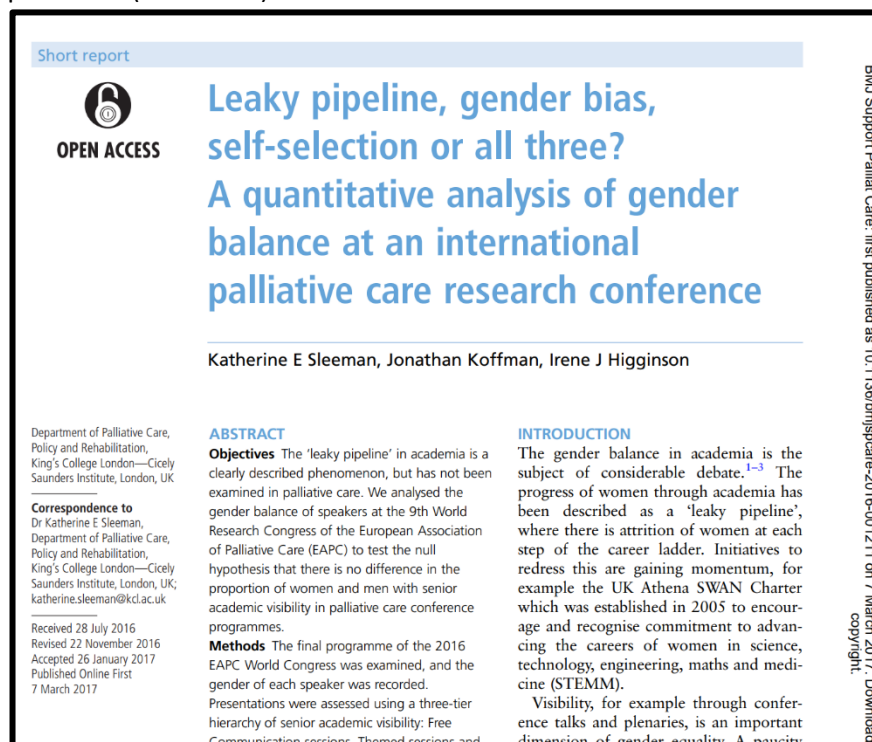 Short report
OPEN ACCESS
Leaky pipeline, gender bias,
self-selection or all three?
A quantitative analysis of gender
balance at an international
palliative care research conference
Katherine E Sleeman, Jonathan Koffman, Irene J Higginson
Department of Palliative Care,
Policy and Rehabilitation,
King's College London—Cicely
Saunders Institute, London, UK
Correspondence to
Dr Katherine E Sleeman,
Department of Palliative Care,
Policy and Rehabilitation,
King's College London—Cicely
Saunders Institute, London, UK;
katherine.sleeman@kcl.ac.uk
Received 28 July 2016
Revised 22 November 2016
Accepted 26 January 2017
Published Online First
7 March 2017
ABSTRACT
Objectives The 'leaky pipeline' in academia is a
clearly described phenomenon, but has not been
examined in palliative care. We analysed the
gender balance of speakers at the 9th World
Research Congress of the European Association
of Palliative Care (EAPC) to test the null
hypothesis that there is no difference in the
proportion of women and men with senior
academic visibility in palliative care conference
programmes.
Methods The final programme of the 2016
EAPC World Congress was examined, and the
gender of each speaker was recorded.
Presentations were assessed using a three-tier
hierarchy of senior academic visibility: Free
Communication sessions, Themed sessions and
INTRODUCTION
The gender balance in academia is the
subject of considerable debate.1–3 The
progress of women through academia has
been described as a 'leaky pipeline',
where there is attrition of women at each
step of the career ladder. Initiatives to
redress this are gaining momentum, for
example the UK Athena SWAN Charter
which was established in 2005 to encour-
age and recognise commitment to advan-
cing the careers of women in science,
technology, engineering, maths and medi-
cine (STEMM).
Visibility, for example through confer-
ence talks and plenaries, is an important
dimension of gender equality. A paucity
BMJ Support Palliat Care: first published as 10.1136/bmjspcare-2016-001211 on 7 March 2017. Download
copyright.